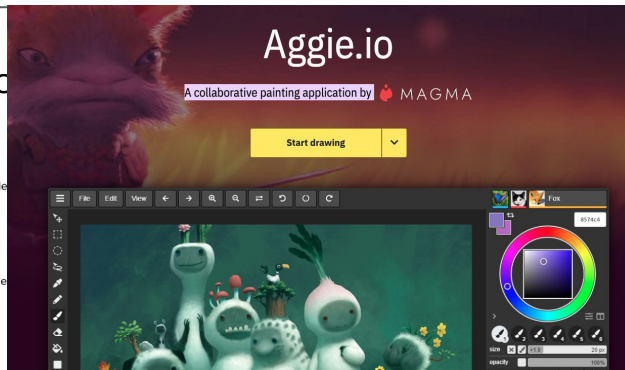 Aggie.io
A collaborative painting application by MAGMA
Start drawing
File Edit View
Fox
8574c4
size 20 px
opacity 100%